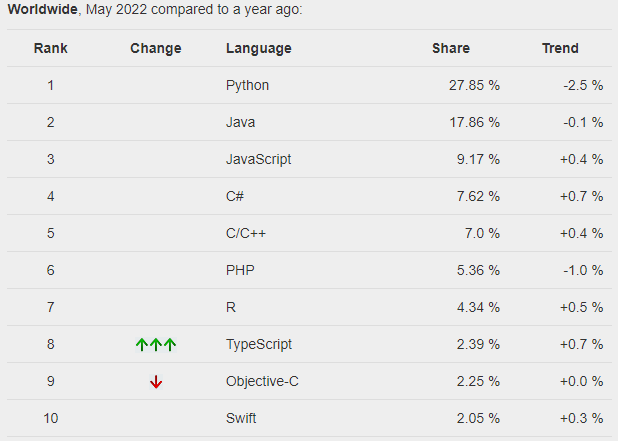 Worldwide, May 2022 compared to a year ago:
Rank Change Language Share Trend
1 Python 27.85 % -2.5 %
2 Java 17.86 % -0.1 %
3 JavaScript 9.17 % +0.4 %
4 C# 7.62 % +0.7 %
5 C/C++ 7.0 % +0.4 %
6 PHP 5.36 % -1.0 %
7 R 4.34 % +0.5 %
8 ↑↑↑ TypeScript 2.39 % +0.7 %
9 ↓ Objective-C 2.25 % +0.0 %
10 Swift 2.05 % +0.3 %